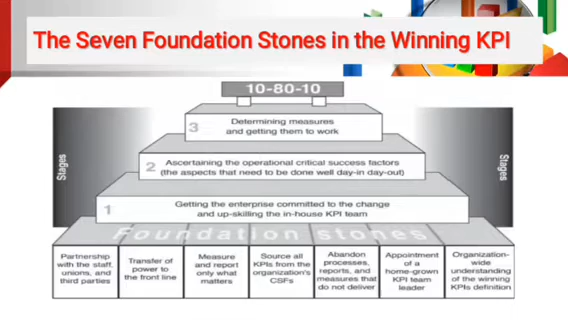 The Seven Foundation Stones in the Winning KPI
10-80-10
3
Determining measures
and getting them to work
2
Ascertaining the operational critical success factors
(the aspects that need to be done well day-in day-out)
1
Getting the enterprise committed to the change
and up-skilling the in-house KPI team
Stages
Stages
Foundation stones
Partnership
with the staff,
unions, and
third parties
Transfer of
power to
the front line
Measure
and report
only what
matters
Source all
KPIs from the
organization's
CSFs
Abandon
processes,
reports, and
measures that
do not deliver
Appointment
of a
home-grown
KPI team
leader
Organization-
wide
understanding
of the winning
KPIs definition